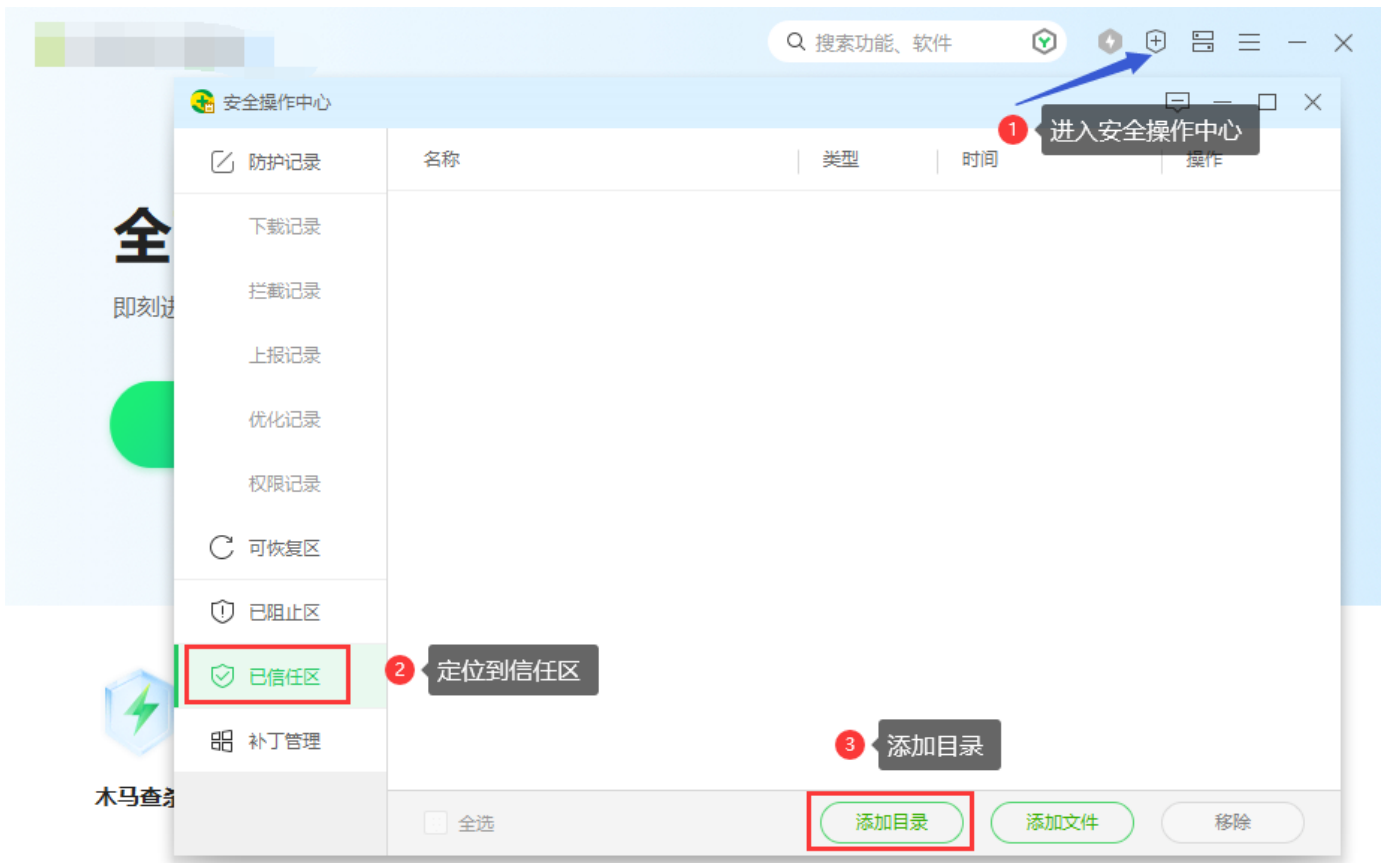 搜索功能、软件
安全操作中心
1 进入安全操作中心
防护记录
名称 类型 时间 操作
下载记录
全
拦截记录
即刻进
上报记录
优化记录
权限记录
可恢复区
已阻止区
已信任区
2 定位到信任区
补丁管理
3 添加目录
木马查杀
全选 添加目录 添加文件 移除